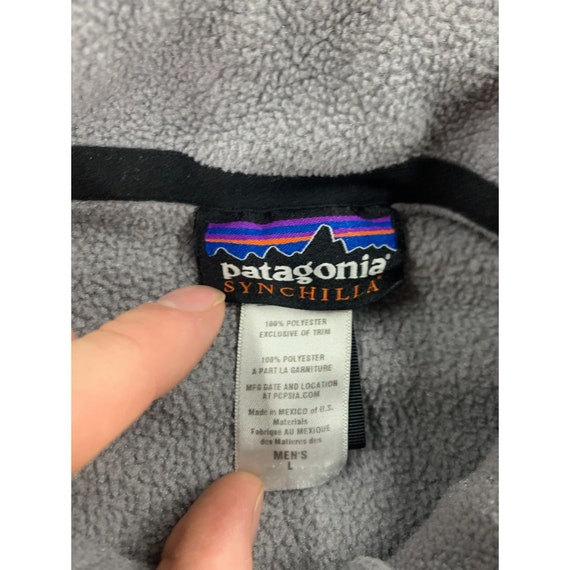 patagonia®
SYNCHILLA®
100% POLYESTER
EXCLUSIVE OF TRIM
100% POLYESTER
A PART LA GARNITURE
MFG DATE AND LOCATION
AT PCPSIA.COM
Made in MEXICO of U.S.
Materials
Fabriqué AU MEXIQUE
des Matieres des
MEN'S
L